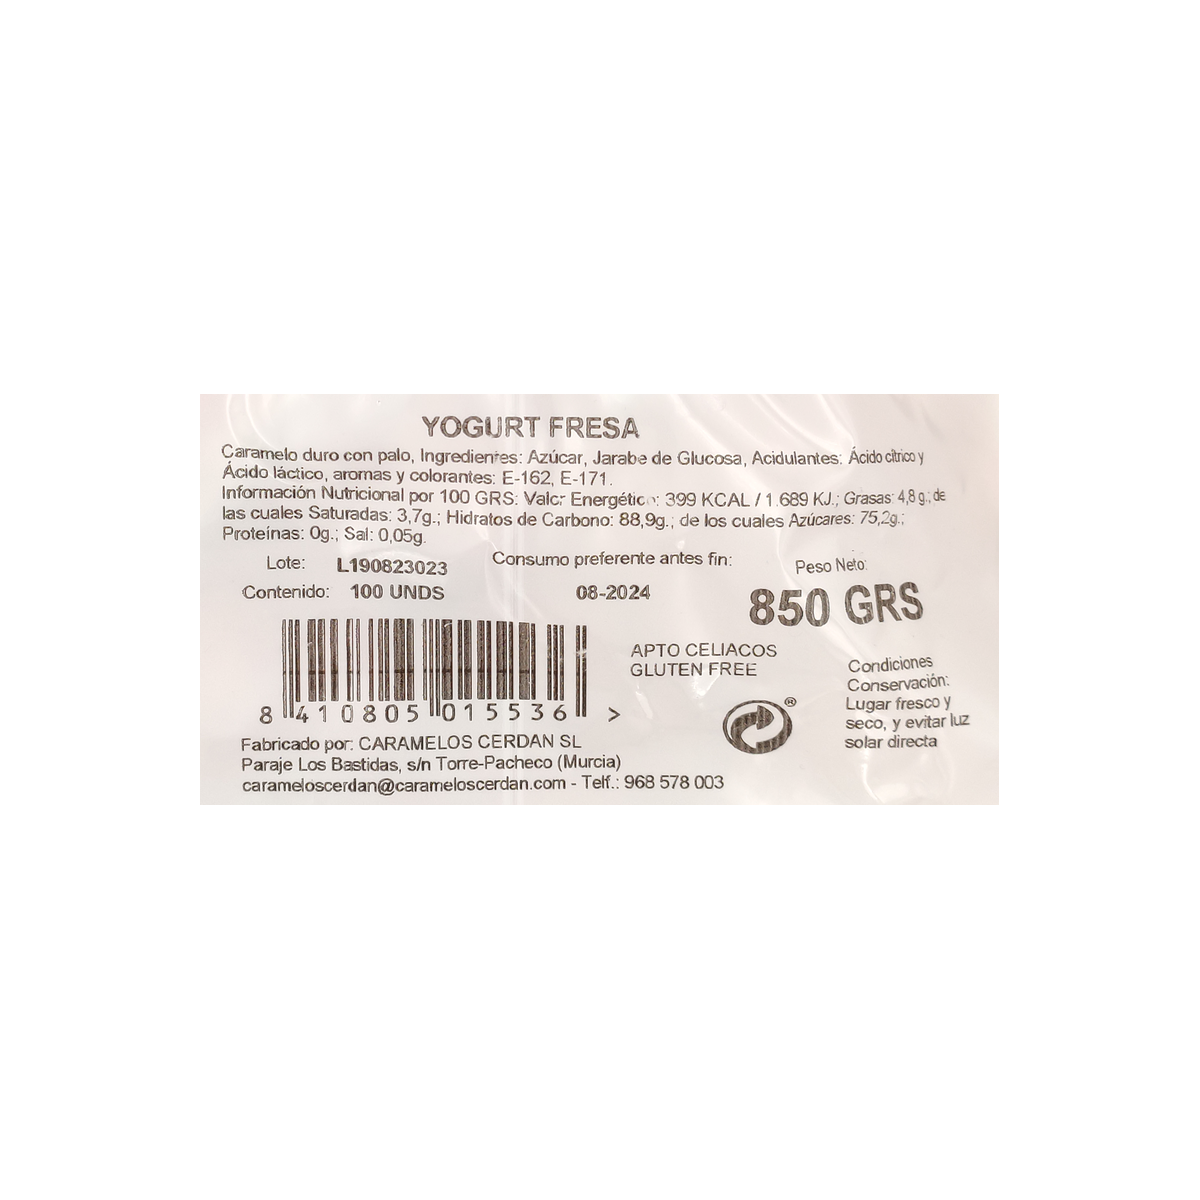 YOGURT FRESA
Caramelo duro con palo, Ingredientes: Azúcar, Jarabe de Glucosa, Acidulantes: Ácido cítrico y
Ácido láctico, aromas y colorantes: E-162, E-171.
Información Nutricional por 100 GRS: Valor Energético: 399 KCAL / 1.689 KJ.; Grasas: 4,8 g.; de
las cuales Saturadas: 3,7g.; Hidratos de Carbono: 88,9g.; de los cuales Azúcares: 75,2g.;
Proteínas: 0g.; Sal: 0,05g.
Lote: L190823023
Consumo preferente antes fin:
Peso Neto:
Contenido: 100 UNDS
08-2024
850 GRS
APTO CELIACOS
GLUTEN FREE
Condiciones
Conservación:
Lugar fresco y
seco, y evitar luz
solar directa
®
8 410805 015536 >
Fabricado por: CARAMELOS CERDAN SL
Paraje Los Bastidas, s/n Torre-Pacheco (Murcia)
carameloscerdan@carameloscerdan.com - Telf.: 968 578 003